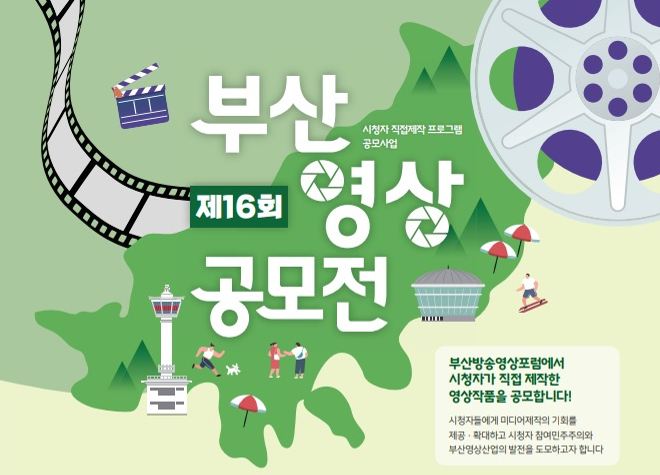 부산
시청자 직접제작 프로그램
공모사업
영상
제16회
공모전
부산방송영상포럼에서
시청자가 직접 제작한
영상작품을 공모합니다!
시청자들에게 미디어제작의 기회를
제공·확대하고 시청자 참여민주주의와
부산영상산업의 발전을 도모하고자 합니다